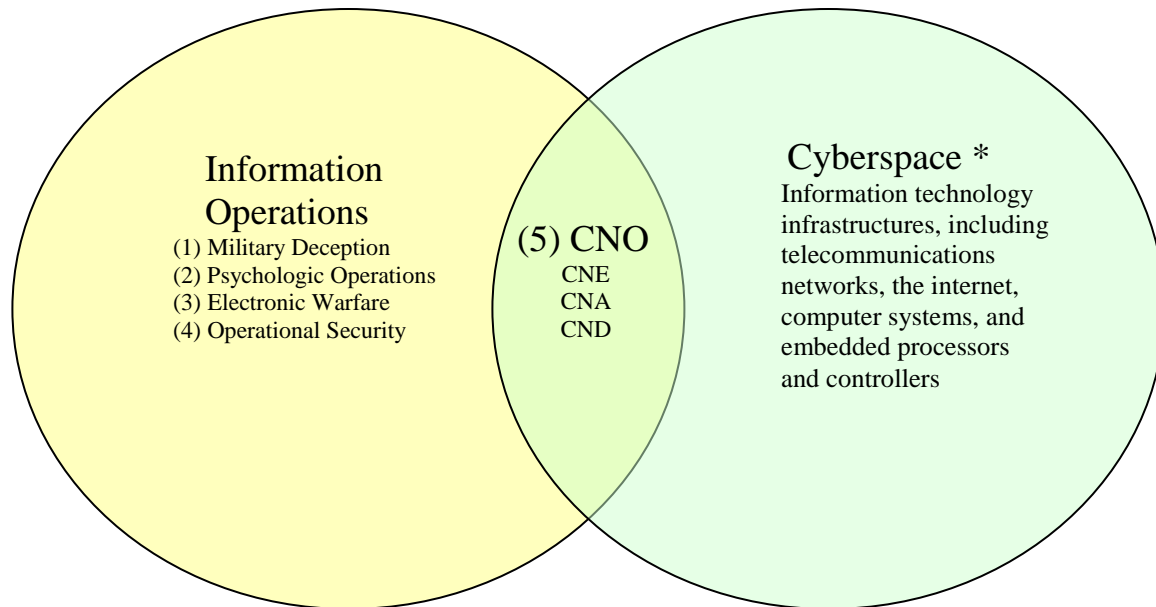 Information
Operations
(1) Military Deception
(2) Psychologic Operations
(3) Electronic Warfare
(4) Operational Security
(5) CNO
CNE
CNA
CND
Cyberspace *
Information technology
infrastructures, including
telecommunications
networks, the internet,
computer systems, and
embedded processors
and controllers